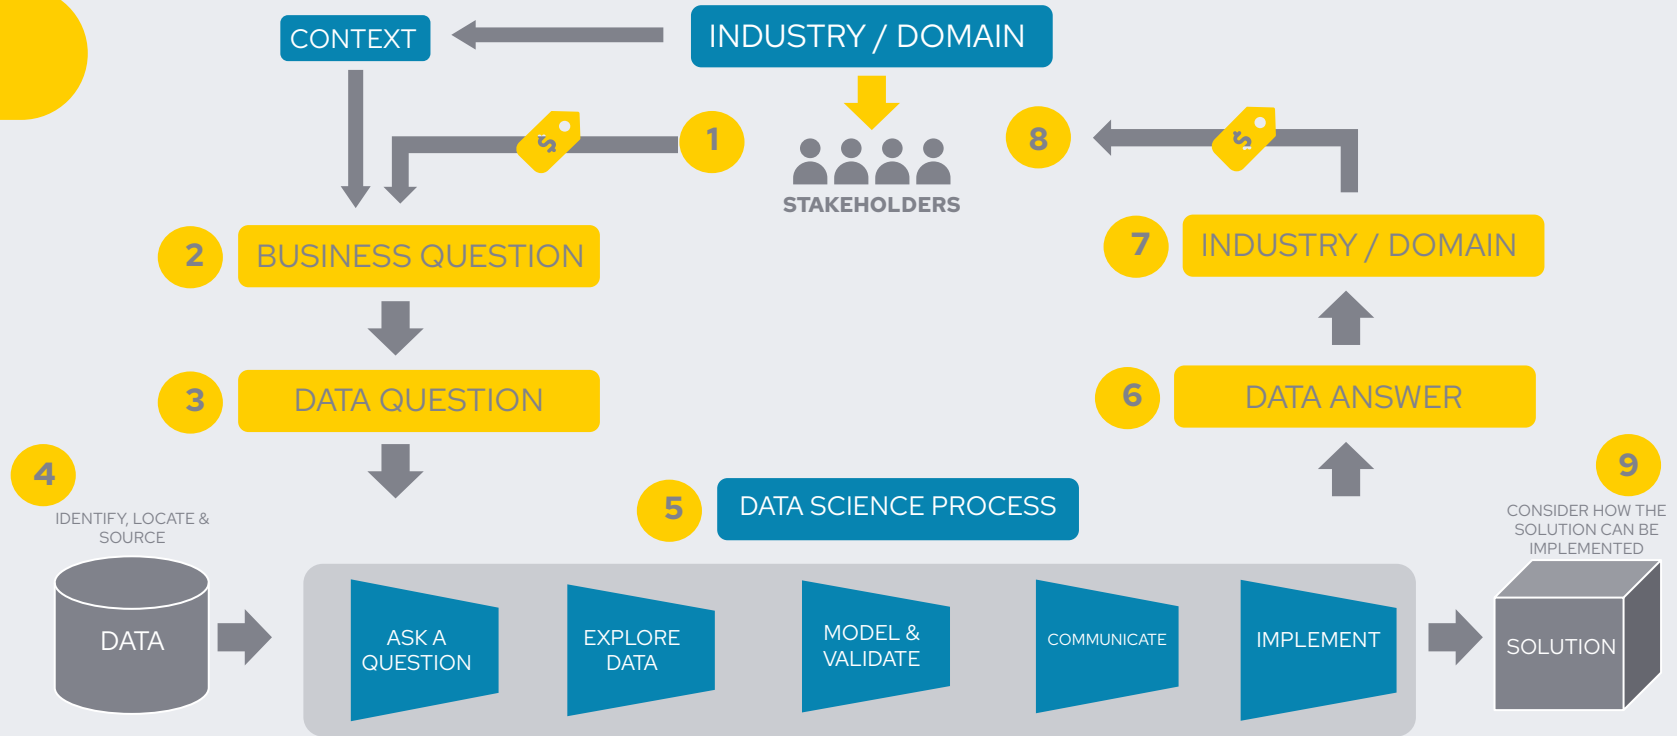 CONTEXT
INDUSTRY / DOMAIN
$
1
8
$
STAKEHOLDERS
2
BUSINESS QUESTION
7
INDUSTRY / DOMAIN
3
DATA QUESTION
6
DATA ANSWER
4
IDENTIFY, LOCATE &
SOURCE
DATA
5
DATA SCIENCE PROCESS
ASK A
QUESTION
EXPLORE
DATA
MODEL &
VALIDATE
COMMUNICATE
IMPLEMENT
9
CONSIDER HOW THE
SOLUTION CAN BE
IMPLEMENTED
SOLUTION